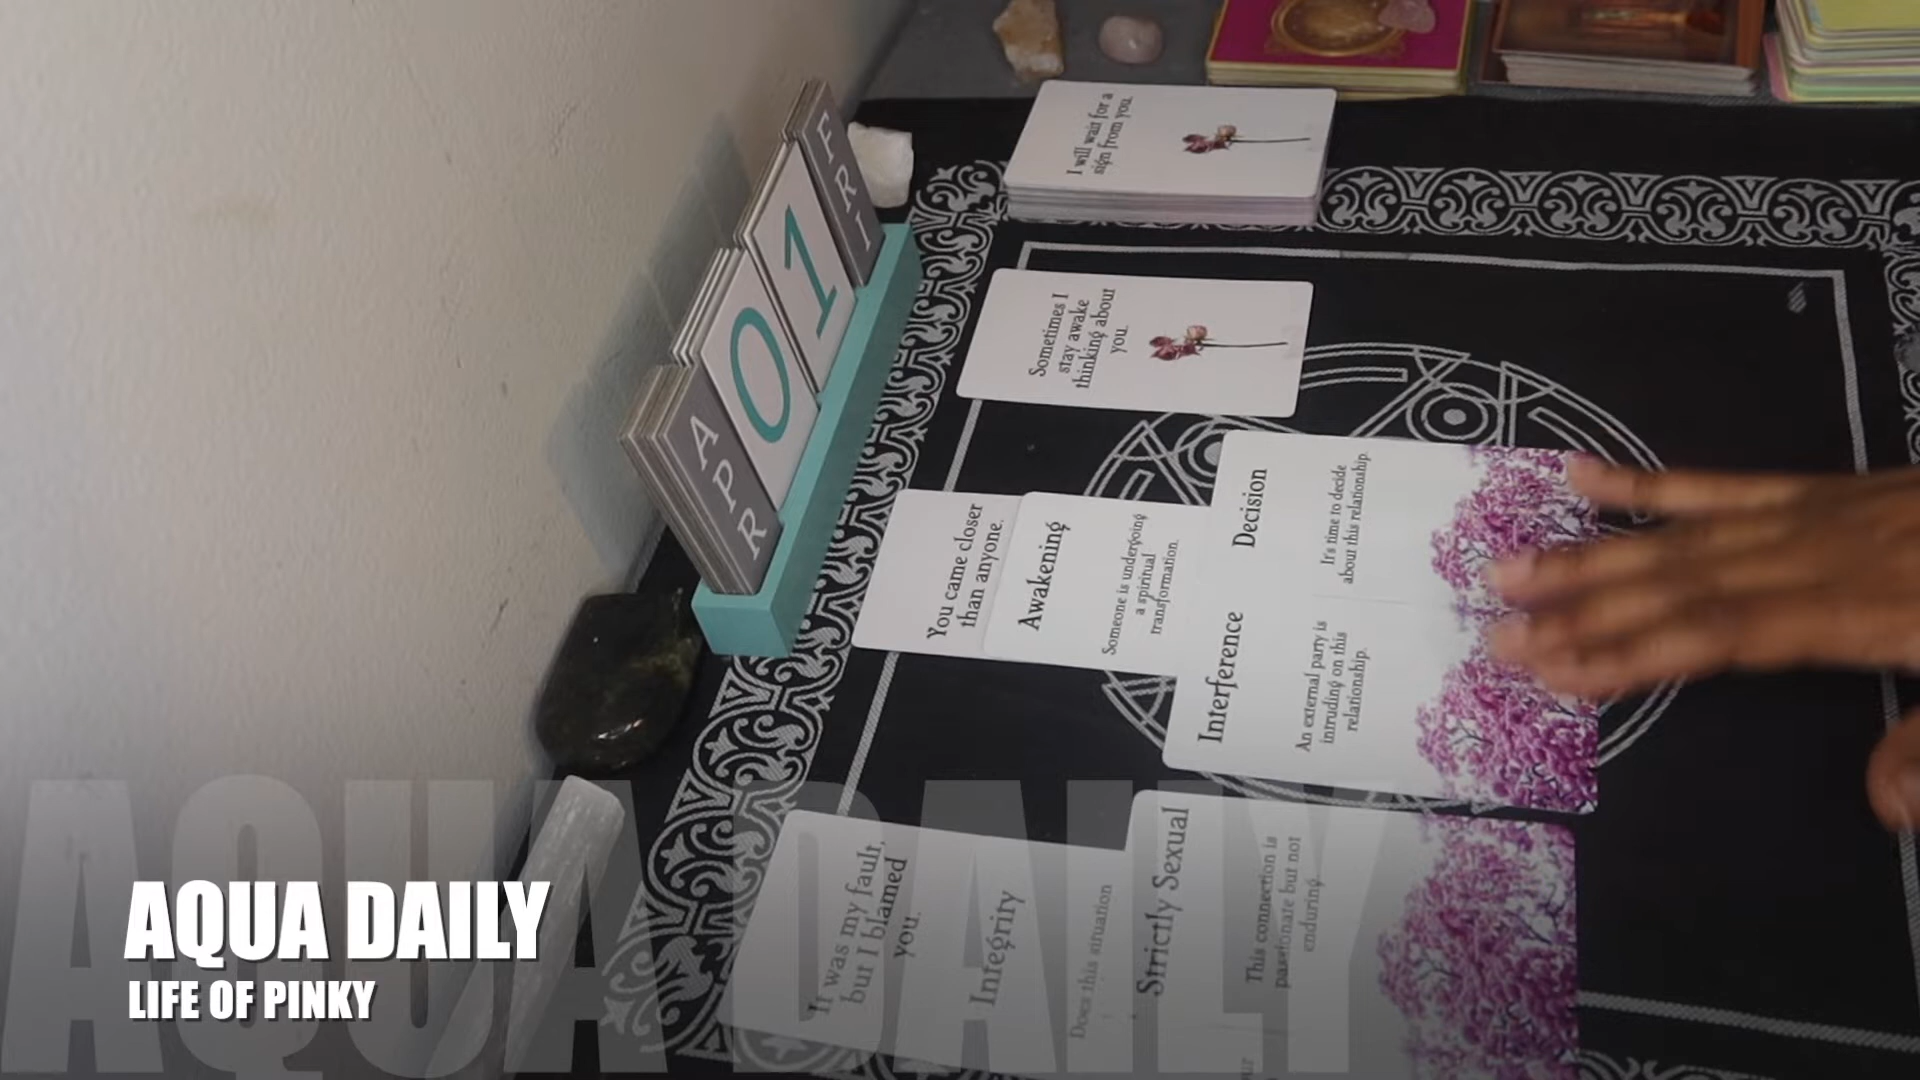 I will wait for a
sign from you.
Sometimes I
stay awake
thinking about
you.
FRI
01
APR
You came closer
than anyone.
Awakening
Someone is undergoing
a spiritual
transformation.
Decision
It's time to decide
about this relationship.
Interference
An external party is
intruding on this
relationship.
It was my fault,
but I blamed
you.
Integrity
Does this situation
Strictly Sexual
This connection is
passionate but not
enduring.
AQUA DAILY
AQUA DAILY
LIFE OF PINKY